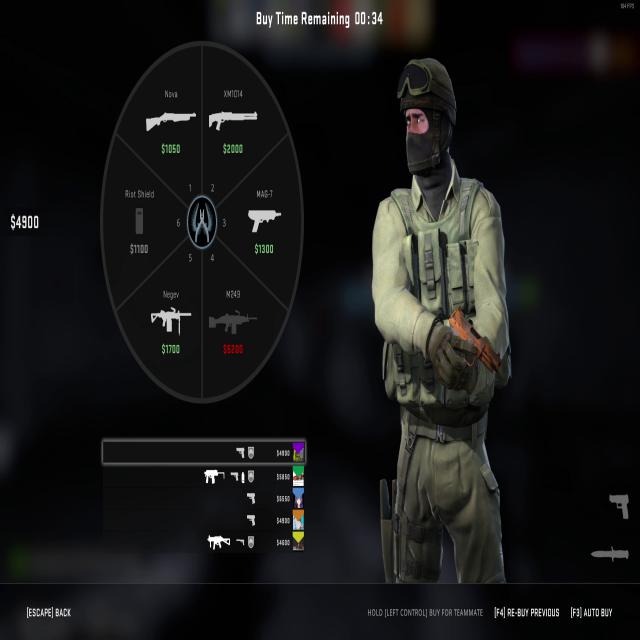 Buy Time Remaining 00:34
Nova
XM1014
$1050
$2000
Riot Shield
1
2
MAG-7
$4900
6
3
$1100
$1300
5
4
Negev
M249
$1700
$5200
$4900
$5850
$5550
$4900
$4600
[ESCAPE] BACK
HOLD [LEFT CONTROL] BUY FOR TEAMMATE
[F4] RE-BUY PREVIOUS
[F3] AUTO BUY